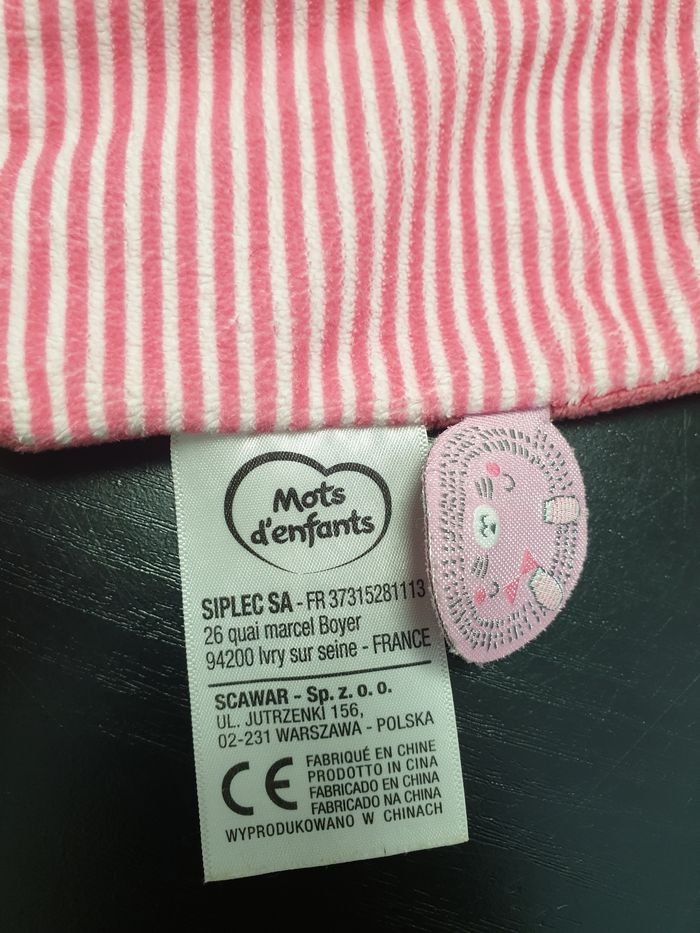 Mots
d'enfants
SIPLEC SA - FR 37315281113
26 quai marcel Boyer
94200 Ivry sur seine - FRANCE
SCAWAR - Sp. z. o. o.
UL. JUTRZENKI 156,
02-231 WARSZAWA - POLSKA
CE
FABRIQUÉ EN CHINE
PRODOTTO IN CINA
FABRICADO EN CHINA
FABRICADO NA CHINA
WYPRODUKOWANO W CHINACH